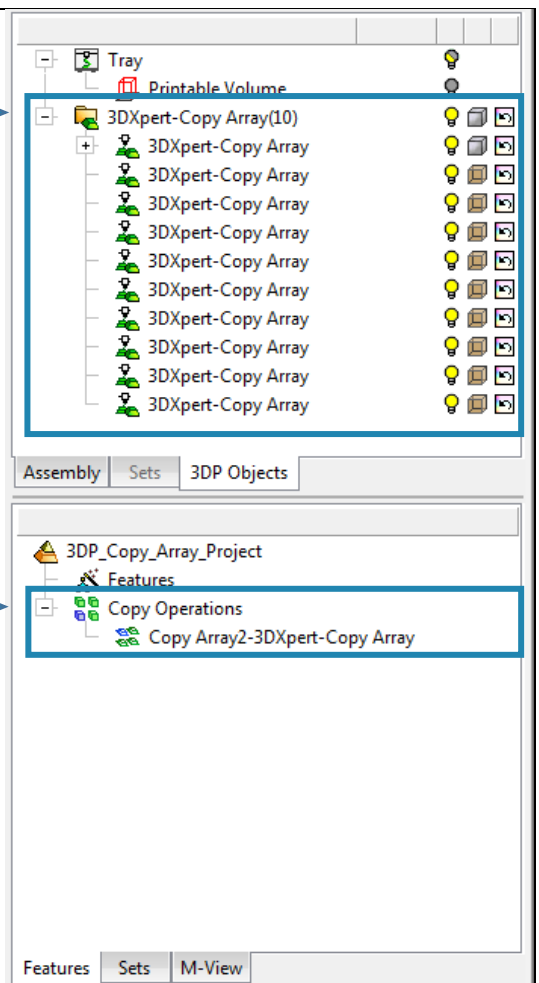 Tray
Printable Volume
3DXpert-Copy Array(10)
3DXpert-Copy Array
3DXpert-Copy Array
3DXpert-Copy Array
3DXpert-Copy Array
3DXpert-Copy Array
3DXpert-Copy Array
3DXpert-Copy Array
3DXpert-Copy Array
3DXpert-Copy Array
3DXpert-Copy Array
Assembly Sets 3DP Objects
3DP_Copy_Array_Project
Features
Copy Operations
Copy Array2-3DXpert-Copy Array
Features Sets M-View